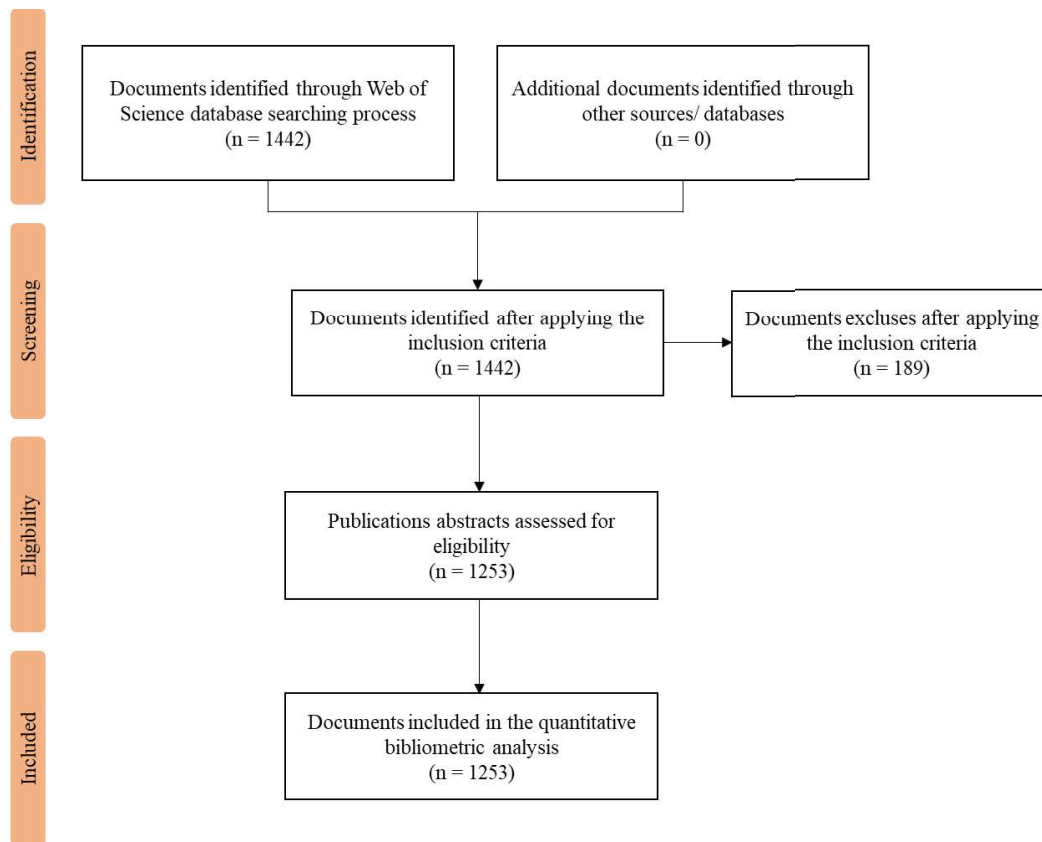 Identification
Documents identified through Web of
Science database searching process
(n = 1442)
Additional documents identified through
other sources/ databases
(n = 0)
Screening
Documents identified after applying the
inclusion criteria
(n = 1442)
Documents excluses after applying
the inclusion criteria
(n = 189)
Eligibility
Publications abstracts assessed for
eligibility
(n = 1253)
Included
Documents included in the quantitative
bibliometric analysis
(n = 1253)